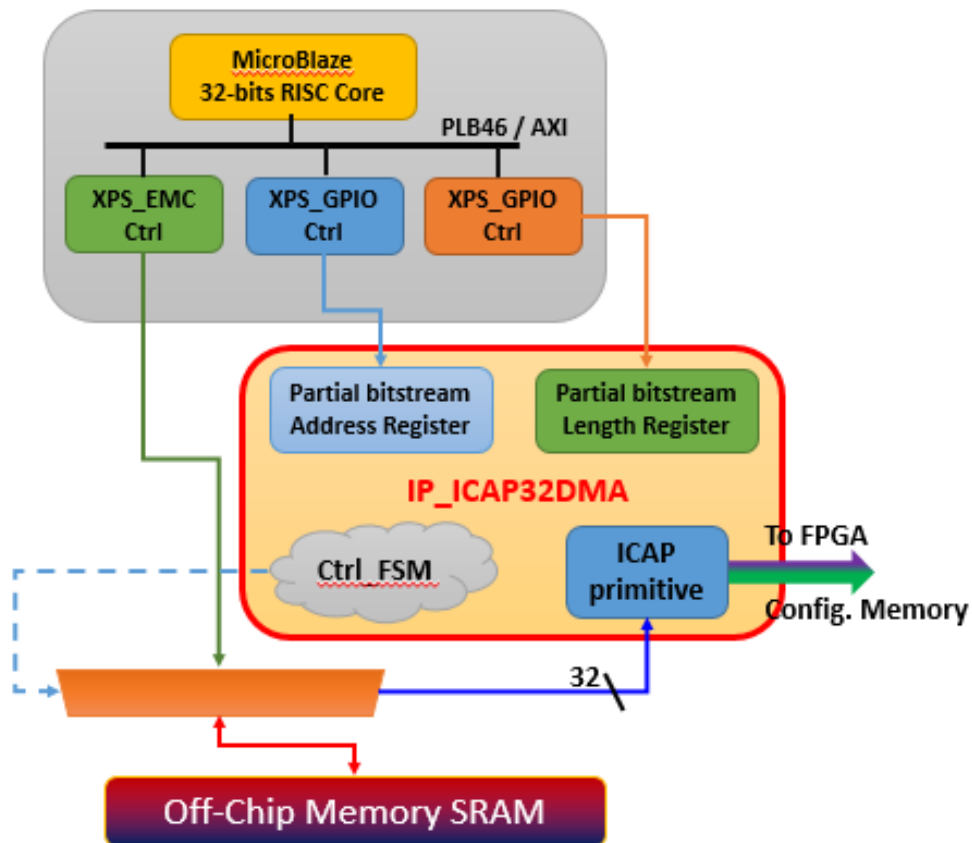 MicroBlaze
32-bits RISC Core
PLB46 / AXI
XPS_EMC
Ctrl
XPS_GPIO
Ctrl
XPS_GPIO
Ctrl
Partial bitstream
Address Register
Partial bitstream
Length Register
IP_ICAP32DMA
Ctrl_FSM
ICAP
primitive
To FPGA
Config. Memory
32
Off-Chip Memory SRAM